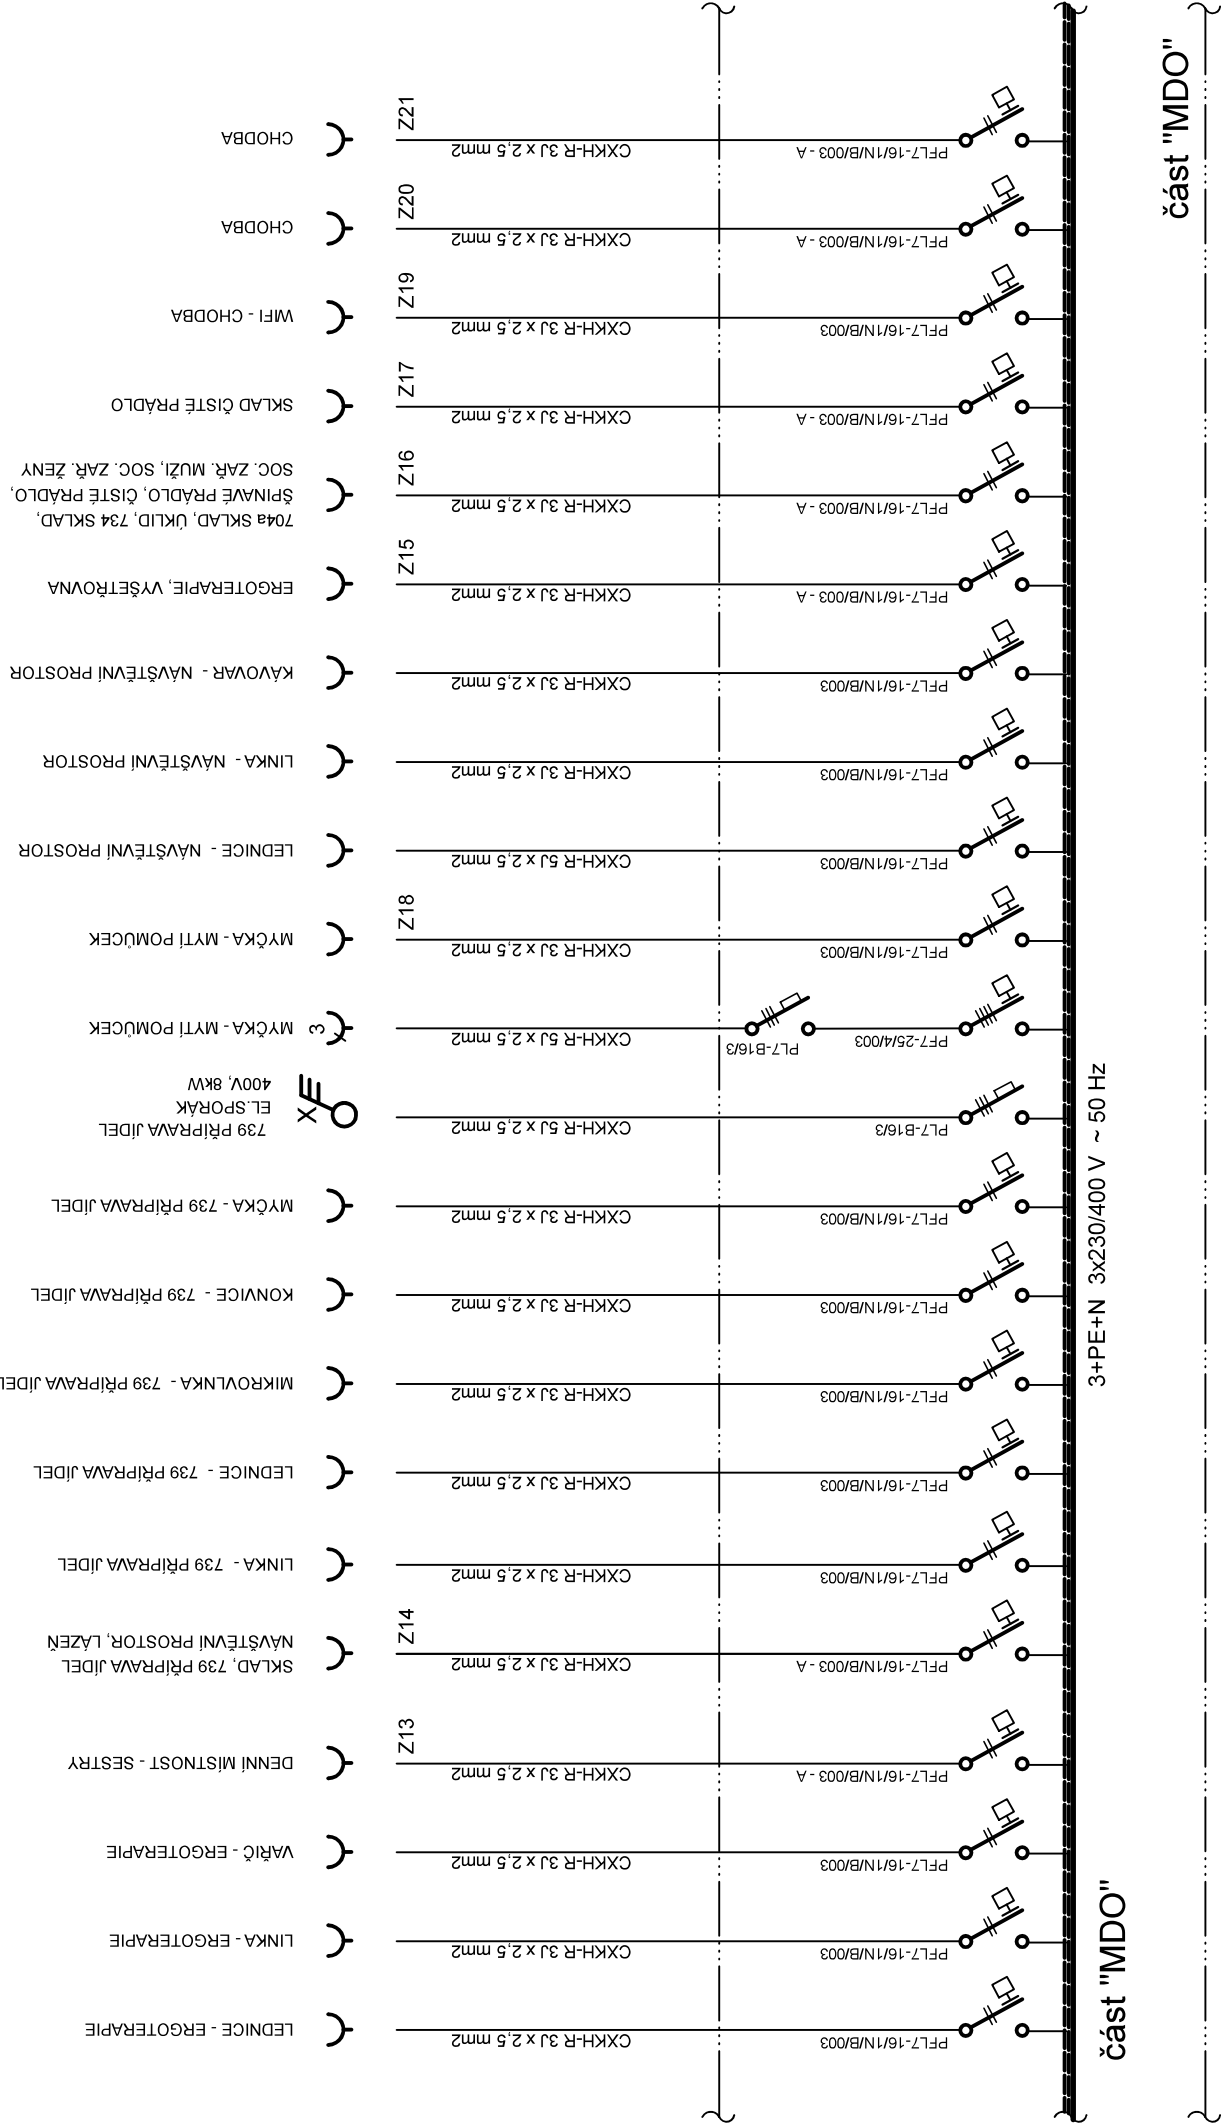 část "MDO"
CHODBA
Z21
CXKH-R 3J x 2,5 mm2
PFL7-16/1N/B/003 - A
CHODBA
Z20
CXKH-R 3J x 2,5 mm2
PFL7-16/1N/B/003 - A
WIFI - CHODBA
Z19
CXKH-R 3J x 2,5 mm2
PFL7-16/1N/B/003
SKLAD ČISTÉ PRÁDLO
Z17
CXKH-R 3J x 2,5 mm2
PFL7-16/1N/B/003 - A
704a SKLAD, ÚKLID, 734 SKLAD,
ŠPINAVÉ PRÁDLO, ČISTÉ PRÁDLO,
SOC. ZAŘ. MUŽI, SOC. ZAŘ. ŽENY
Z16
CXKH-R 3J x 2,5 mm2
PFL7-16/1N/B/003 - A
ERGOTERAPIE, VYŠETŘOVNA
Z15
CXKH-R 3J x 2,5 mm2
PFL7-16/1N/B/003 - A
KÁVOVAR - NÁVŠTĚVNÍ PROSTOR
CXKH-R 3J x 2,5 mm2
PFL7-16/1N/B/003
LINKA - NÁVŠTĚVNÍ PROSTOR
CXKH-R 3J x 2,5 mm2
PFL7-16/1N/B/003
LEDNICE - NÁVŠTĚVNÍ PROSTOR
CXKH-R 5J x 2,5 mm2
PFL7-16/1N/B/003
MYČKA - MYTÍ POMŮCEK
Z18
CXKH-R 3J x 2,5 mm2
PFL7-16/1N/B/003
MYČKA - MYTÍ POMŮCEK
3
CXKH-R 5J x 2,5 mm2
PL7-B16/3
PF7-25/4/003
739 PŘÍPRAVA JÍDEL
EL.SPORÁK
400V, 8kW
X
CXKH-R 5J x 2,5 mm2
PL7-B16/3
MYČKA - 739 PŘÍPRAVA JÍDEL
CXKH-R 3J x 2,5 mm2
PFL7-16/1N/B/003
3+PE+N 3x230/400 V ~ 50 Hz
KONVICE - 739 PŘÍPRAVA JÍDEL
CXKH-R 3J x 2,5 mm2
PFL7-16/1N/B/003
MIKROVLNKA - 739 PŘÍPRAVA JÍDEL
CXKH-R 3J x 2,5 mm2
PFL7-16/1N/B/003
LEDNICE - 739 PŘÍPRAVA JÍDEL
CXKH-R 3J x 2,5 mm2
PFL7-16/1N/B/003
LINKA - 739 PŘÍPRAVA JÍDEL
CXKH-R 3J x 2,5 mm2
PFL7-16/1N/B/003
SKLAD, 739 PŘÍPRAVA JÍDEL
NÁVŠTĚVNÍ PROSTOR, LÁZEŇ
Z14
CXKH-R 3J x 2,5 mm2
PFL7-16/1N/B/003 - A
DENNÍ MÍSTNOST - SESTRY
Z13
CXKH-R 3J x 2,5 mm2
PFL7-16/1N/B/003 - A
VAŘIČ - ERGOTERAPIE
CXKH-R 3J x 2,5 mm2
PFL7-16/1N/B/003
LINKA - ERGOTERAPIE
CXKH-R 3J x 2,5 mm2
PFL7-16/1N/B/003
LEDNICE - ERGOTERAPIE
CXKH-R 3J x 2,5 mm2
PFL7-16/1N/B/003
část "MDO"